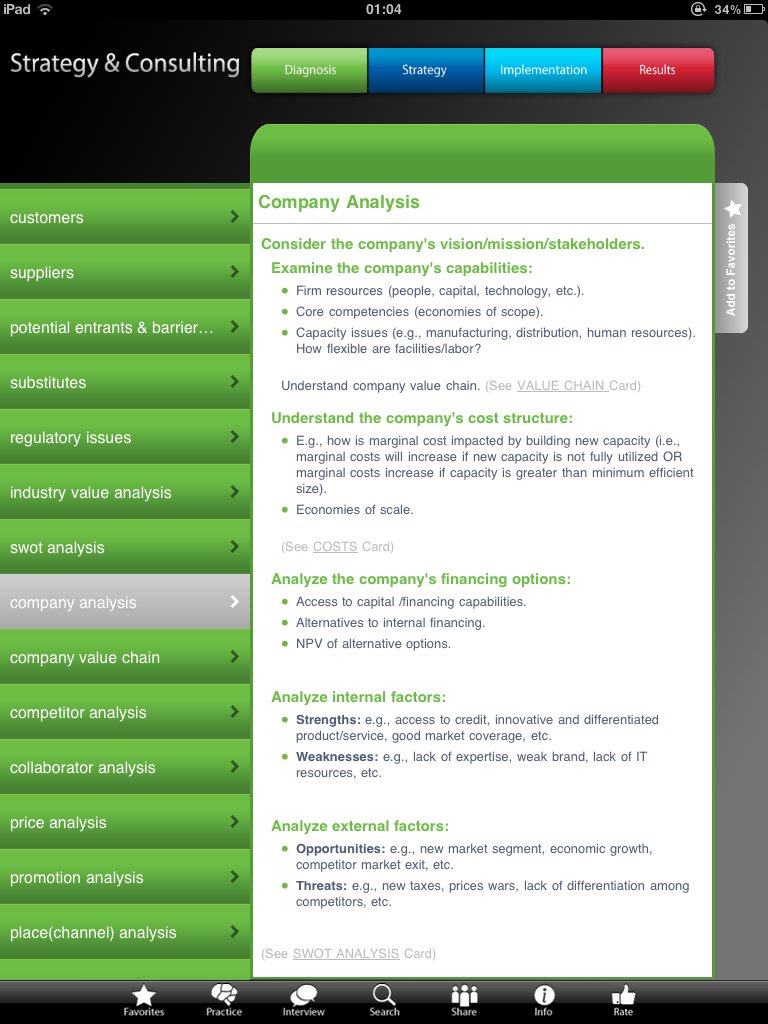 iPad 01:04 34%
Strategy & Consulting
Diagnosis Strategy Implementation Results
customers
suppliers
potential entrants & barrier...
substitutes
regulatory issues
industry value analysis
swot analysis
company analysis
company value chain
competitor analysis
collaborator analysis
price analysis
promotion analysis
place(channel) analysis
Company Analysis
Add to Favorites
Consider the company's vision/mission/stakeholders.
Examine the company's capabilities:
Firm resources (people, capital, technology, etc.).
Core competencies (economies of scope).
Capacity issues (e.g., manufacturing, distribution, human resources).
How flexible are facilities/labor?
Understand company value chain. (See VALUE CHAIN Card)
Understand the company's cost structure:
E.g., how is marginal cost impacted by building new capacity (i.e.,
marginal costs will increase if new capacity is not fully utilized OR
marginal costs increase if capacity is greater than minimum efficient
size).
Economies of scale.
(See COSTS Card)
Analyze the company's financing options:
Access to capital /financing capabilities.
Alternatives to internal financing.
NPV of alternative options.
Analyze internal factors:
Strengths: e.g., access to credit, innovative and differentiated
product/service, good market coverage, etc.
Weaknesses: e.g., lack of expertise, weak brand, lack of IT
resources, etc.
Analyze external factors:
Opportunities: e.g., new market segment, economic growth,
competitor market exit, etc.
Threats: e.g., new taxes, prices wars, lack of differentiation among
competitors, etc.
(See SWOT ANALYSIS Card)
Favorites Practice Interview Search Share Info Rate